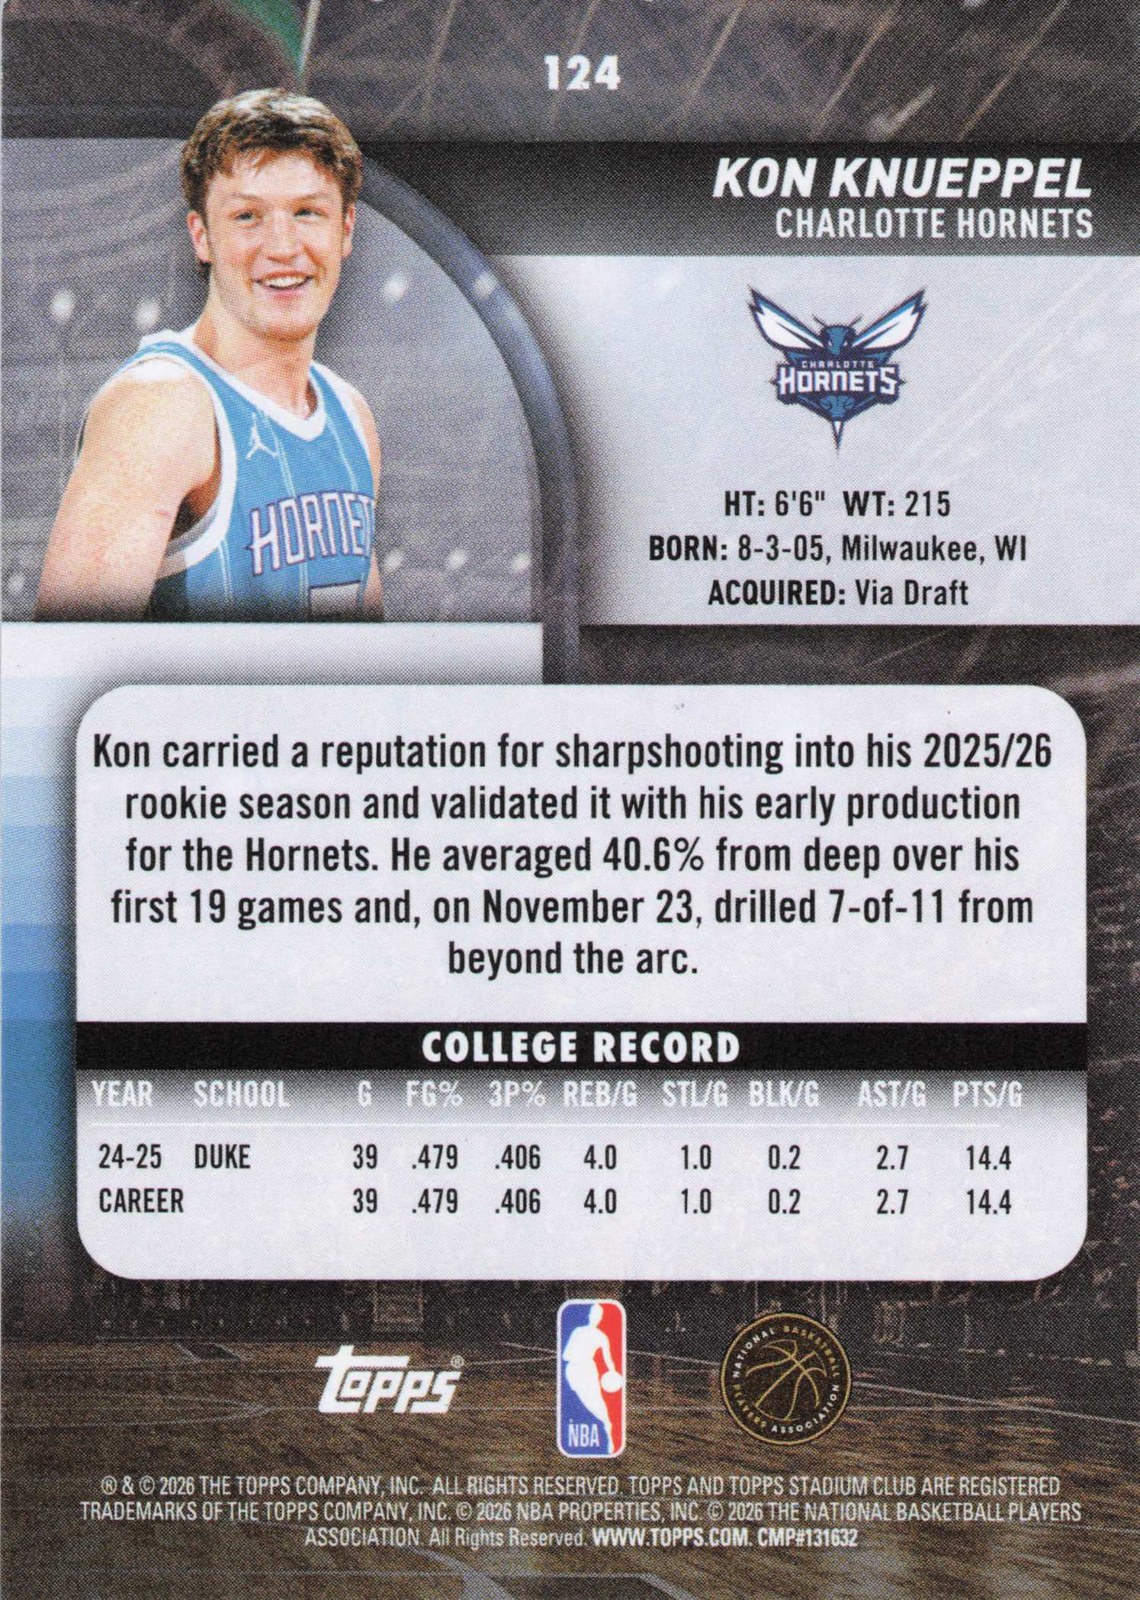 124
KON KNUEPPEL
CHARLOTTE HORNETS
CHARLOTTE
HORNETS
HT: 6'6" WT: 215
BORN: 8-3-05, Milwaukee, WI
ACQUIRED: Via Draft
HORNET
Kon carried a reputation for sharpshooting into his 2025/26
rookie season and validated it with his early production
for the Hornets. He averaged 40.6% from deep over his
first 19 games and, on November 23, drilled 7-of-11 from
beyond the arc.
COLLEGE RECORD
YEAR SCHOOL G FG% 3P% REB/G STL/G BLK/G AST/G PTS/G
24-25 DUKE 39 .479 .406 4.0 1.0 0.2 2.7 14.4
CAREER 39 .479 .406 4.0 1.0 0.2 2.7 14.4
topps®
NBA
NATIONAL BASKETBALL PLAYERS ASSOCIATION
® & © 2026 THE TOPPS COMPANY, INC. ALL RIGHTS RESERVED. TOPPS AND TOPPS STADIUM CLUB ARE REGISTERED
TRADEMARKS OF THE TOPPS COMPANY, INC. © 2026 NBA PROPERTIES, INC. © 2026 THE NATIONAL BASKETBALL PLAYERS
ASSOCIATION. All Rights Reserved. WWW.TOPPS.COM. CMP#131632